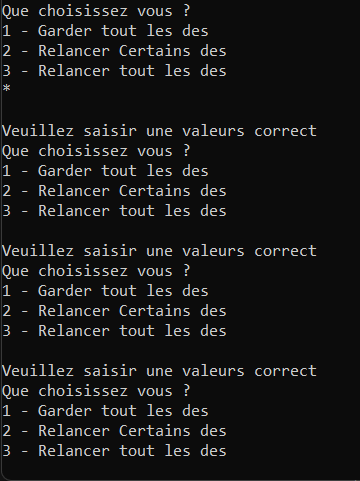 Que choisissez vous ?
1 - Garder tout les des
2 - Relancer Certains des
3 - Relancer tout les des
*
Veuillez saisir une valeurs correct
Que choisissez vous ?
1 - Garder tout les des
2 - Relancer Certains des
3 - Relancer tout les des
Veuillez saisir une valeurs correct
Que choisissez vous ?
1 - Garder tout les des
2 - Relancer Certains des
3 - Relancer tout les des
Veuillez saisir une valeurs correct
Que choisissez vous ?
1 - Garder tout les des
2 - Relancer Certains des
3 - Relancer tout les des